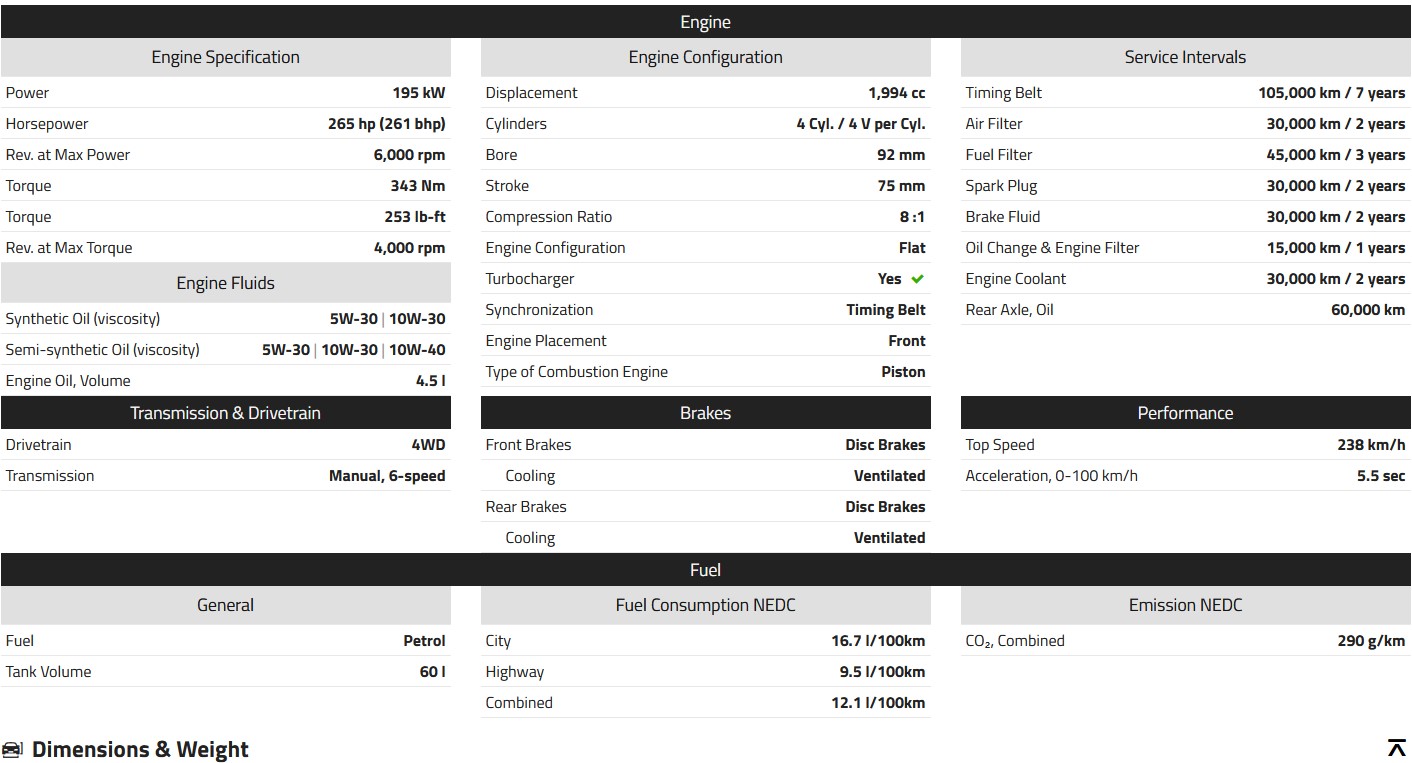 Engine
Engine Specification
Power 195 kW
Horsepower 265 hp (261 bhp)
Rev. at Max Power 6,000 rpm
Torque 343 Nm
Torque 253 lb-ft
Rev. at Max Torque 4,000 rpm
Engine Fluids
Synthetic Oil (viscosity) 5W-30 | 10W-30
Semi-synthetic Oil (viscosity) 5W-30 | 10W-30 | 10W-40
Engine Oil, Volume 4.5 l
Engine Configuration
Displacement 1,994 cc
Cylinders 4 Cyl. / 4 V per Cyl.
Bore 92 mm
Stroke 75 mm
Compression Ratio 8 :1
Engine Configuration Flat
Turbocharger Yes ✔
Synchronization Timing Belt
Engine Placement Front
Type of Combustion Engine Piston
Service Intervals
Timing Belt 105,000 km / 7 years
Air Filter 30,000 km / 2 years
Fuel Filter 45,000 km / 3 years
Spark Plug 30,000 km / 2 years
Brake Fluid 30,000 km / 2 years
Oil Change & Engine Filter 15,000 km / 1 years
Engine Coolant 30,000 km / 2 years
Rear Axle, Oil 60,000 km
Transmission & Drivetrain
Drivetrain 4WD
Transmission Manual, 6-speed
Brakes
Front Brakes Disc Brakes
Cooling Ventilated
Rear Brakes Disc Brakes
Cooling Ventilated
Performance
Top Speed 238 km/h
Acceleration, 0-100 km/h 5.5 sec
Fuel
General
Fuel Petrol
Tank Volume 60 l
Fuel Consumption NEDC
City 16.7 l/100km
Highway 9.5 l/100km
Combined 12.1 l/100km
Emission NEDC
CO₂, Combined 290 g/km
Dimensions & Weight